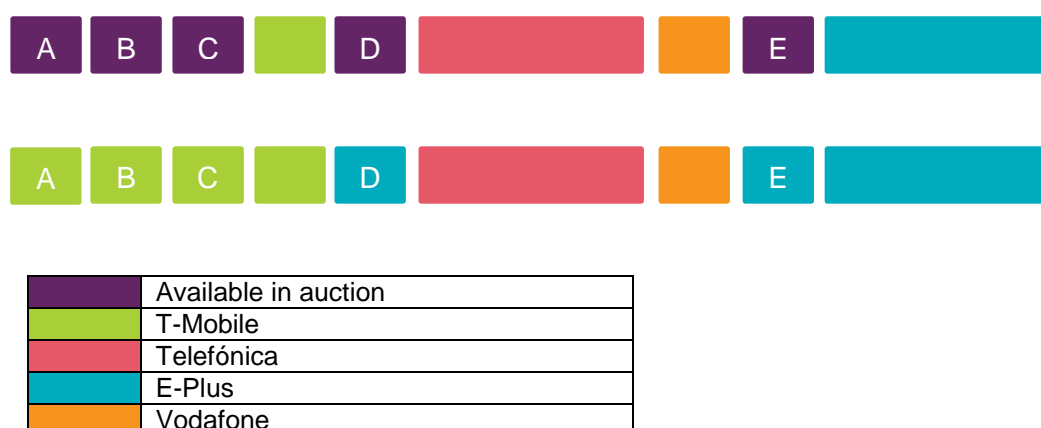 A B C D E
A B C D E
Available in auction
T-Mobile
Telefónica
E-Plus
Vodafone